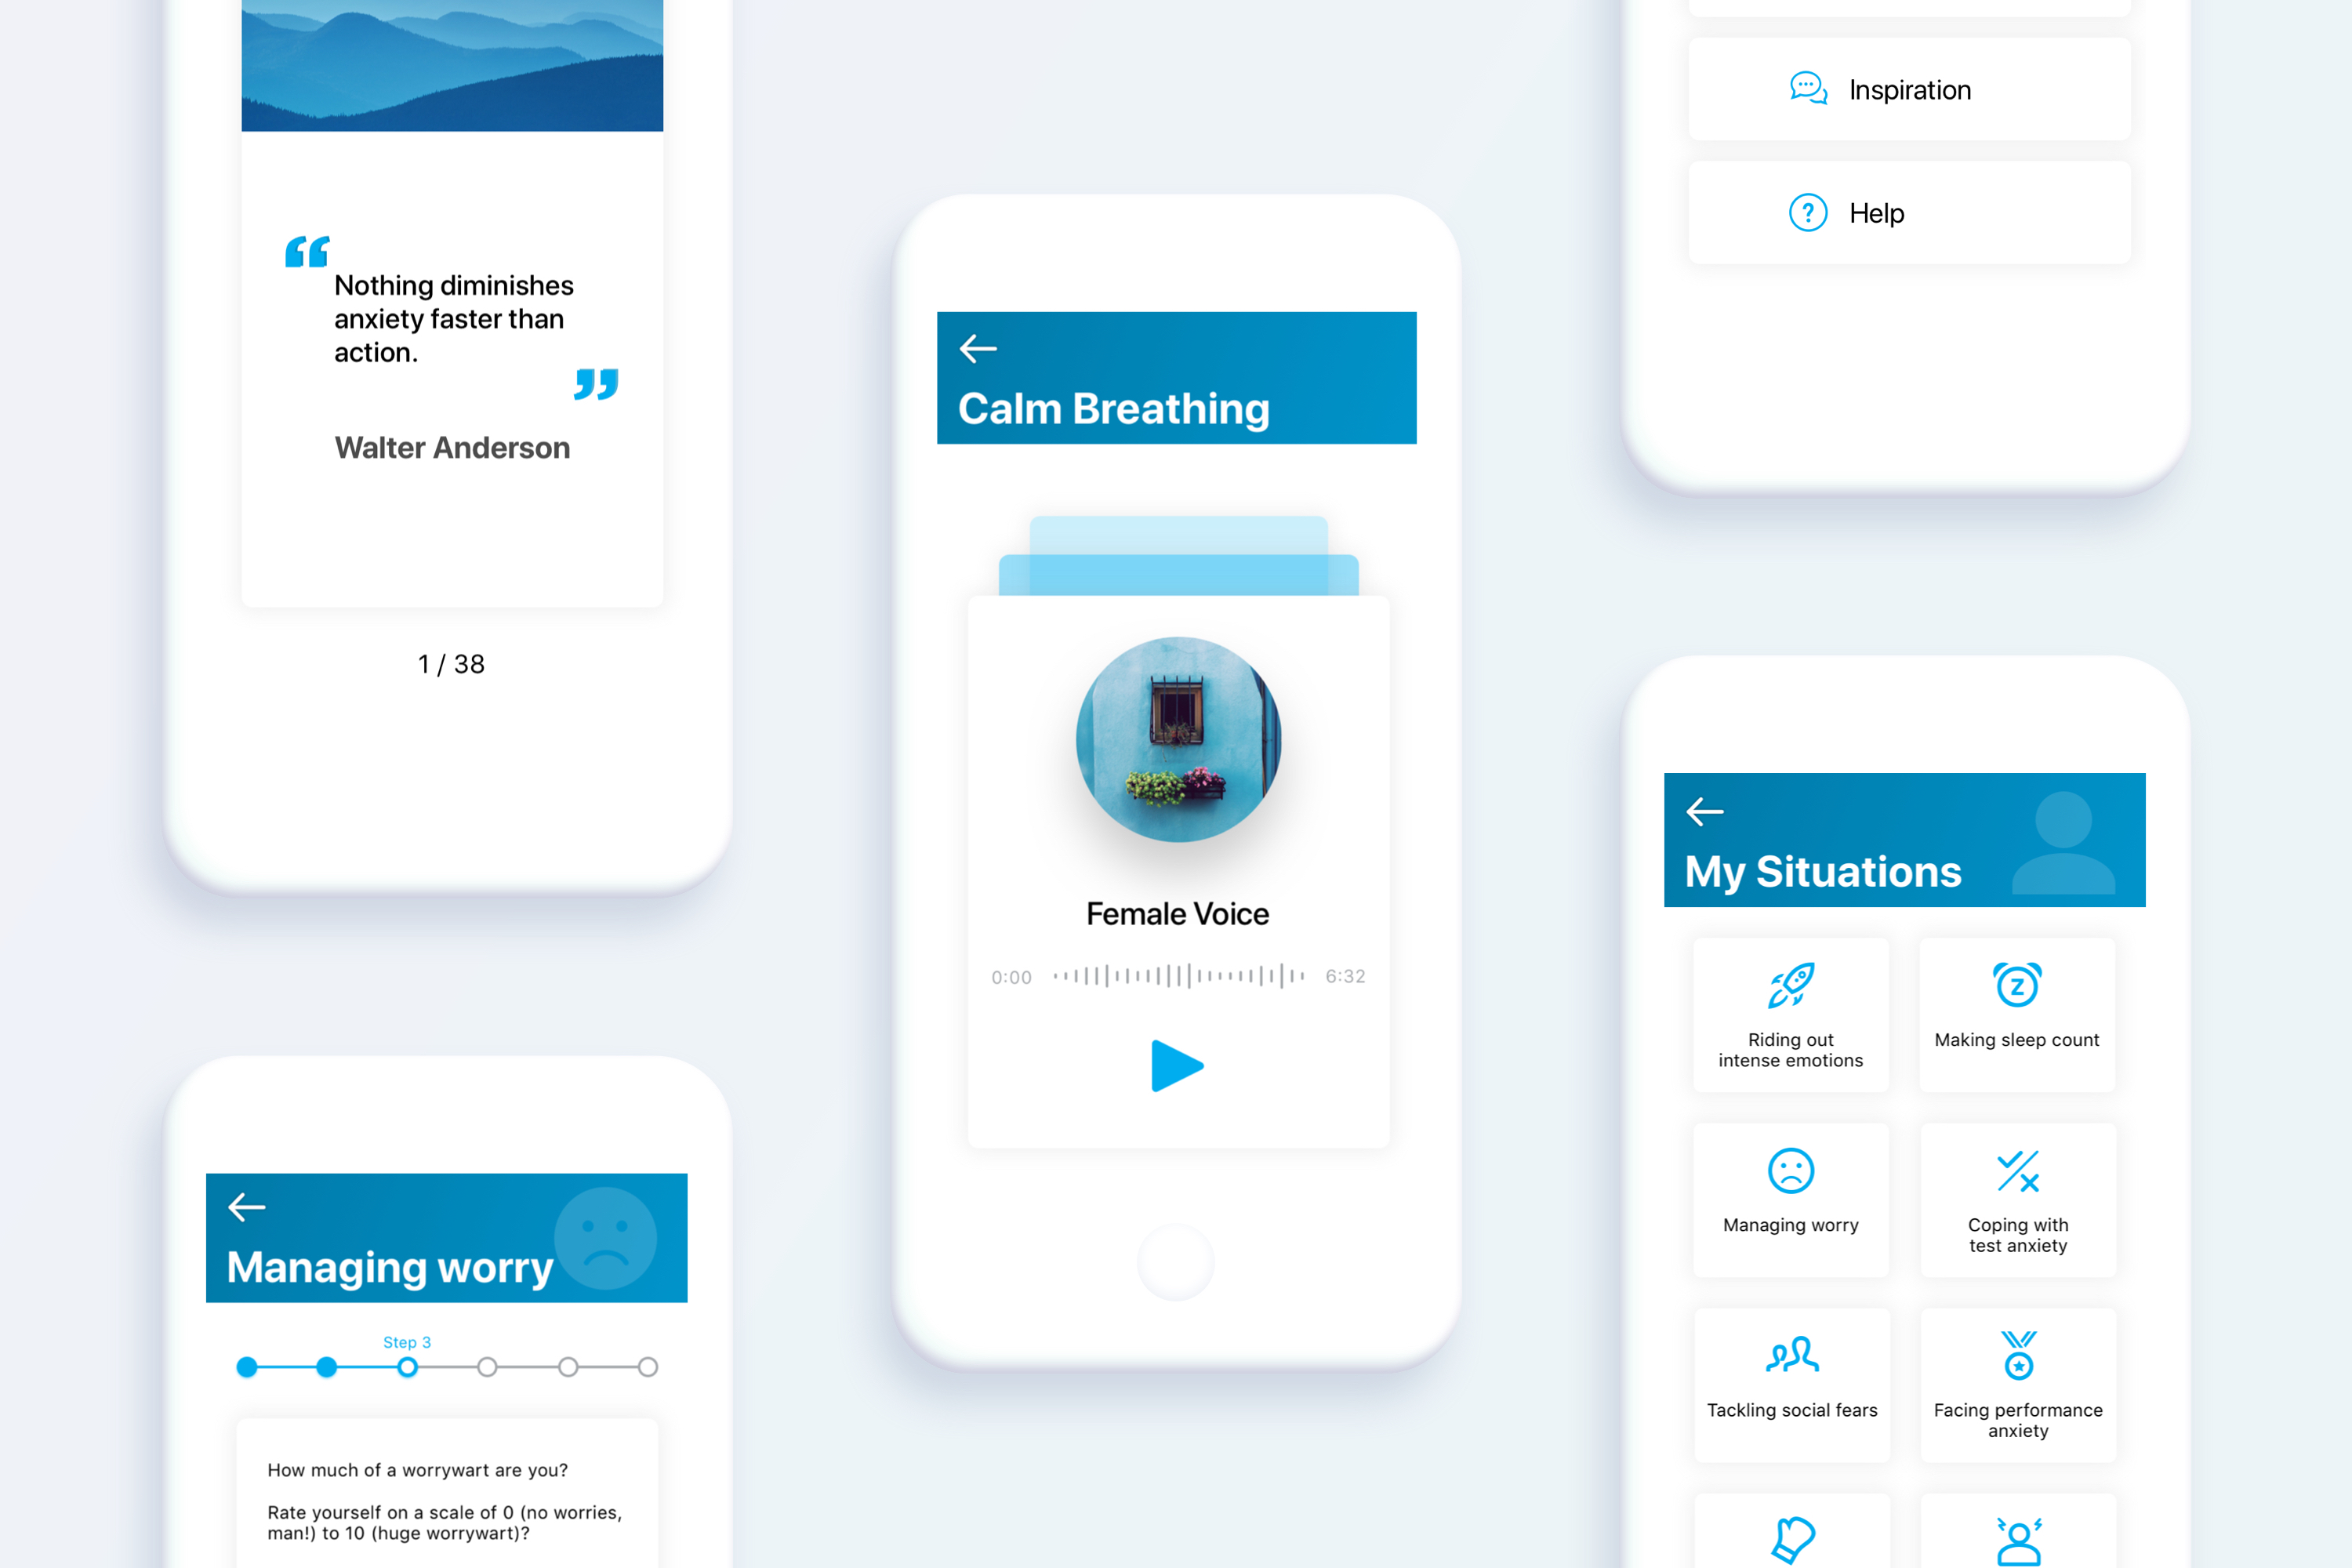 “
Nothing diminishes
anxiety faster than
action.
”
Walter Anderson
1 / 38
Managing worry
Step 3
How much of a worrywart are you?
Rate yourself on a scale of 0 (no worries,
man!) to 10 (huge worrywart)?
Calm Breathing
Female Voice
0:00
6:32
Inspiration
? Help
My Situations
Riding out
intense emotions
Z
Making sleep count
Managing worry
Coping with
test anxiety
Tackling social fears
Facing performance
anxiety